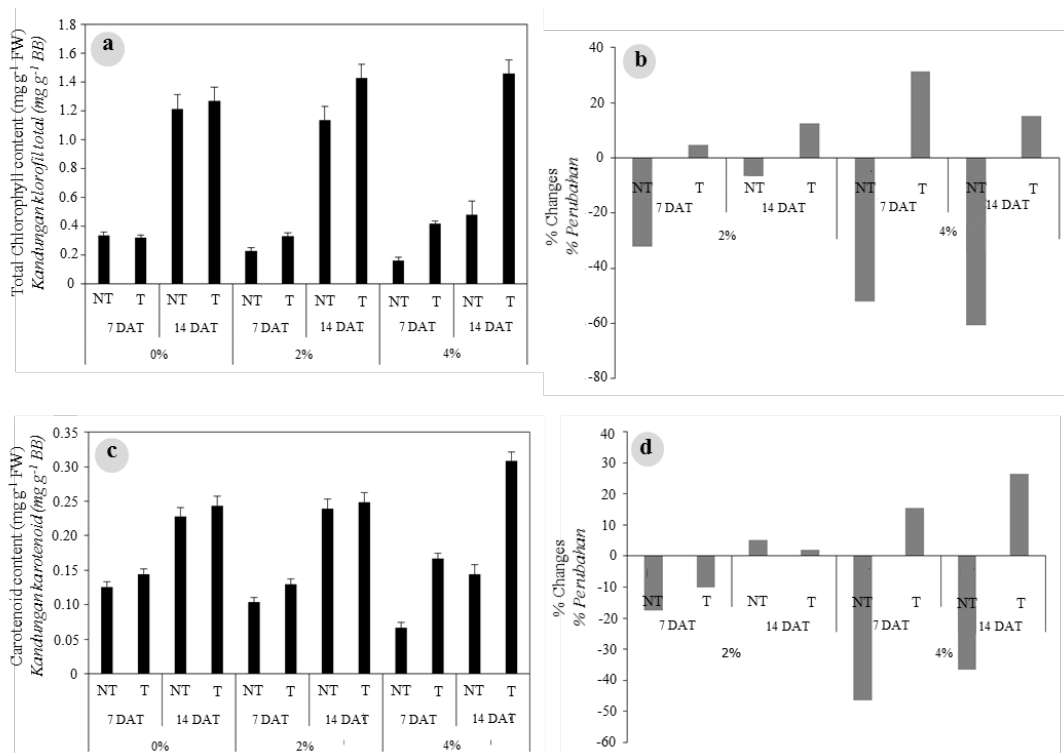 a
Total Chlorophyll content (mg g⁻¹ FW)
Kandungan klorofil total (mg g⁻¹ BB)
1.8
1.6
1.4
1.2
1.0
0.8
0.6
0.4
0.2
0
NT T NT T NT T NT T NT T NT T
7 DAT 14 DAT 7 DAT 14 DAT 7 DAT 14 DAT
0% 2% 4%
b
% Changes
% Perubahan
40
20
0
-20
-40
-60
-80
NT T NT T NT T NT T
7 DAT 14 DAT 7 DAT 14 DAT
2% 4%
c
Carotenoid content (mg g⁻¹ FW)
Kandungan karotenoid (mg g⁻¹ BB)
0.35
0.30
0.25
0.20
0.15
0.10
0.05
0
NT T NT T NT T NT T NT T NT T
7 DAT 14 DAT 7 DAT 14 DAT 7 DAT 14 DAT
0% 2% 4%
d
% Changes
% Perubahan
40
30
20
10
0
-10
-20
-30
-40
-50
-60
NT T NT T NT T NT T
7 DAT 14 DAT 7 DAT 14 DAT
2% 4%